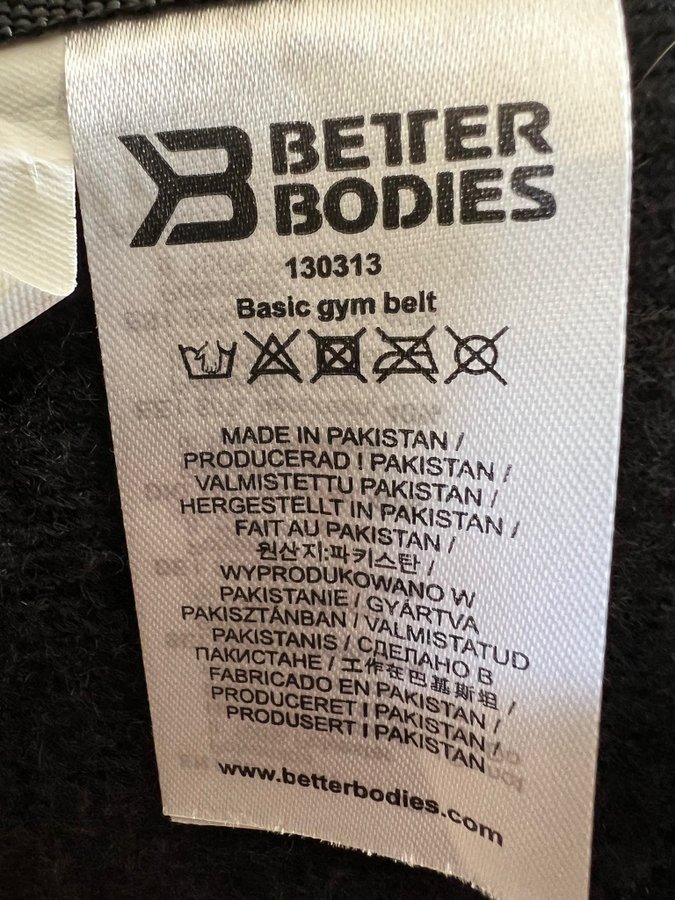 BETTER
BODIES
130313
Basic gym belt
MADE IN PAKISTAN /
PRODUCERAD I PAKISTAN /
VALMISTETTU PAKISTAN /
HERGESTELLT IN PAKISTAN /
FAIT AU PAKISTAN /
원산지:파키스탄 /
WYPRODUKOWANO W
PAKISTANIE / GYÁRTVA
PAKISZTÁNBAN / VALMISTATUD
PAKISTANIS / СДЕЛАНО В
ПАКИСТАНЕ / 工作在巴基斯坦 /
FABRICADO EN PAKISTAN /
PRODUCERET I PAKISTAN /
PRODUSERT I PAKISTAN
www.betterbodies.com